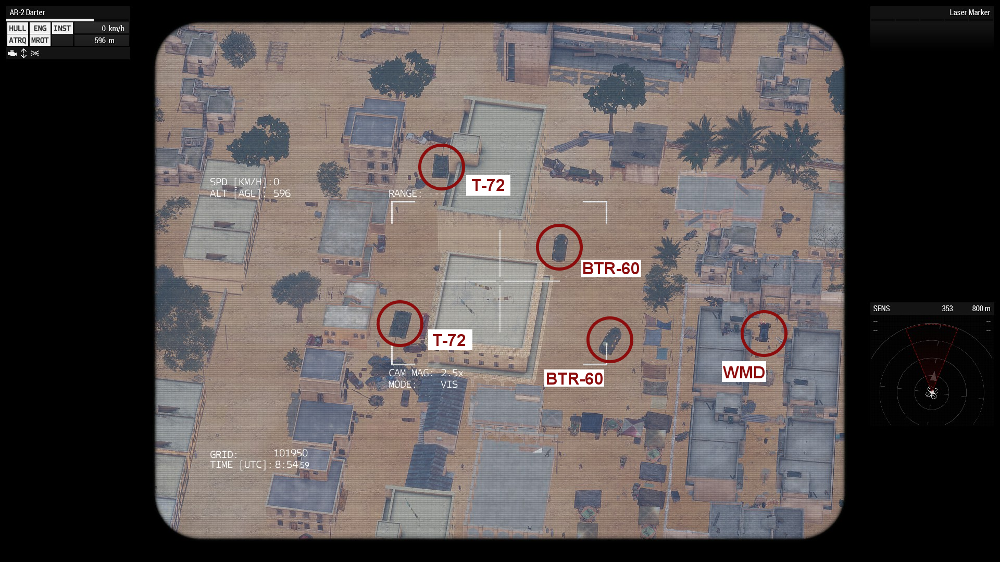 AR-2 Darter
HULL ENG INST 0 km/h
ATRQ MROT 596 m
Laser Marker
SPD [KM/H]:0
ALT [AGL]: 596
T-72
RANGE: ----
BTR-60
T-72
BTR-60
WMD
CAM MAG: 2.5x
MODE: VIS
GRID: 101950
TIME [UTC]: 8:54:59
SENS 353 800 m